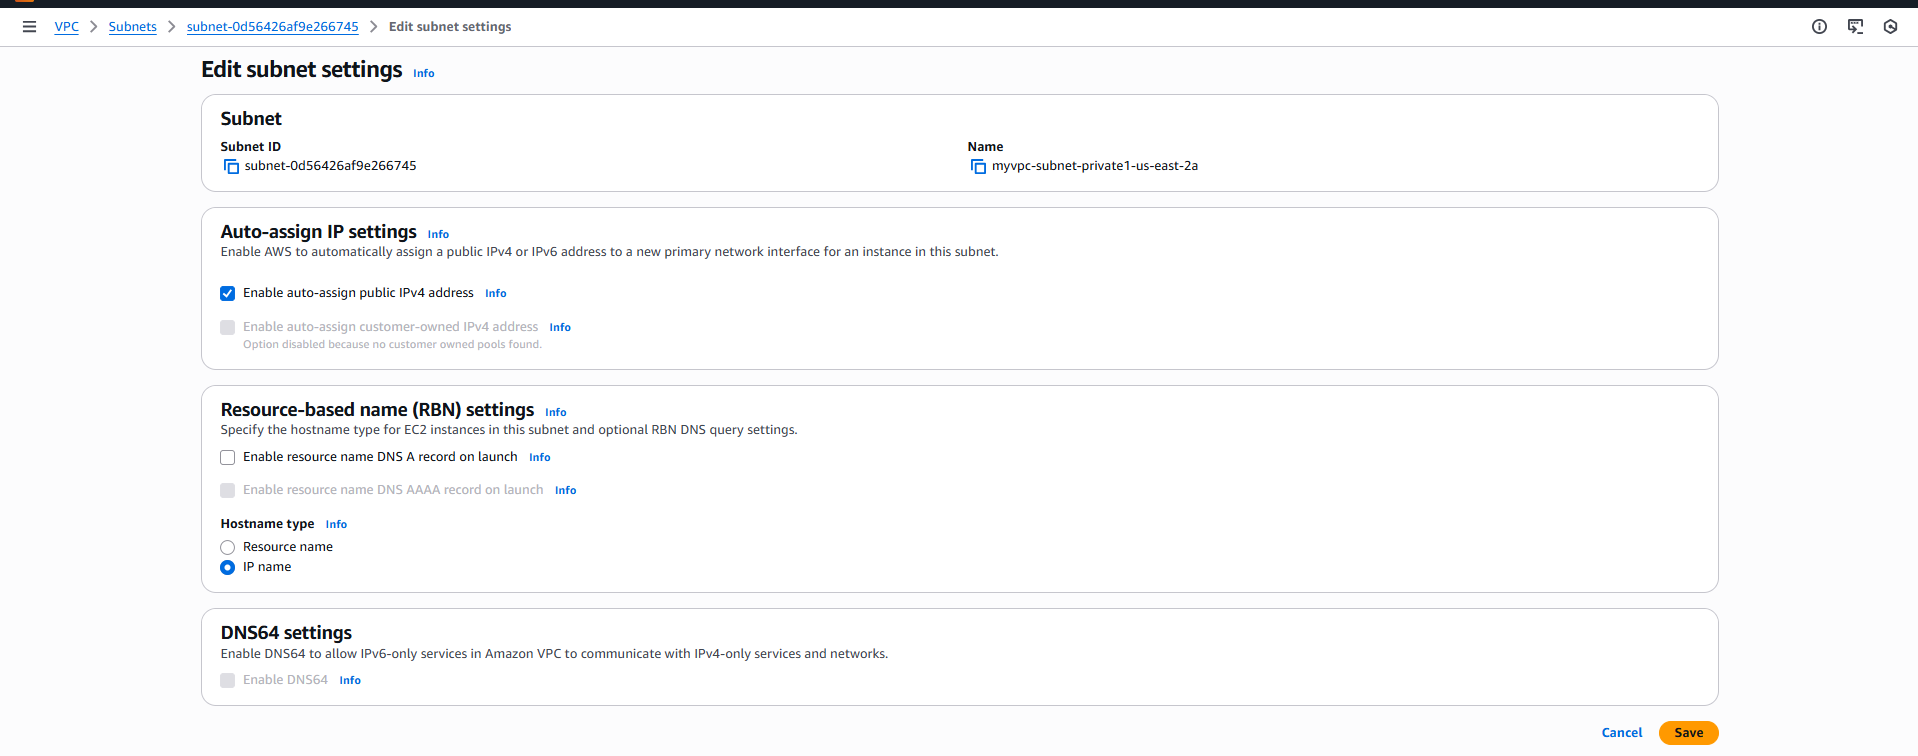 VPC > Subnets > subnet-0d56426af9e266745 > Edit subnet settings
Edit subnet settings Info
Subnet
Subnet ID Name
subnet-0d56426af9e266745 myvpc-subnet-private1-us-east-2a
Auto-assign IP settings Info
Enable AWS to automatically assign a public IPv4 or IPv6 address to a new primary network interface for an instance in this subnet.
Enable auto-assign public IPv4 address Info
Enable auto-assign customer-owned IPv4 address Info
Option disabled because no customer owned pools found.
Resource-based name (RBN) settings Info
Specify the hostname type for EC2 instances in this subnet and optional RBN DNS query settings.
Enable resource name DNS A record on launch Info
Enable resource name DNS AAAA record on launch Info
Hostname type Info
Resource name
IP name
DNS64 settings
Enable DNS64 to allow IPv6-only services in Amazon VPC to communicate with IPv4-only services and networks.
Enable DNS64 Info
Cancel Save